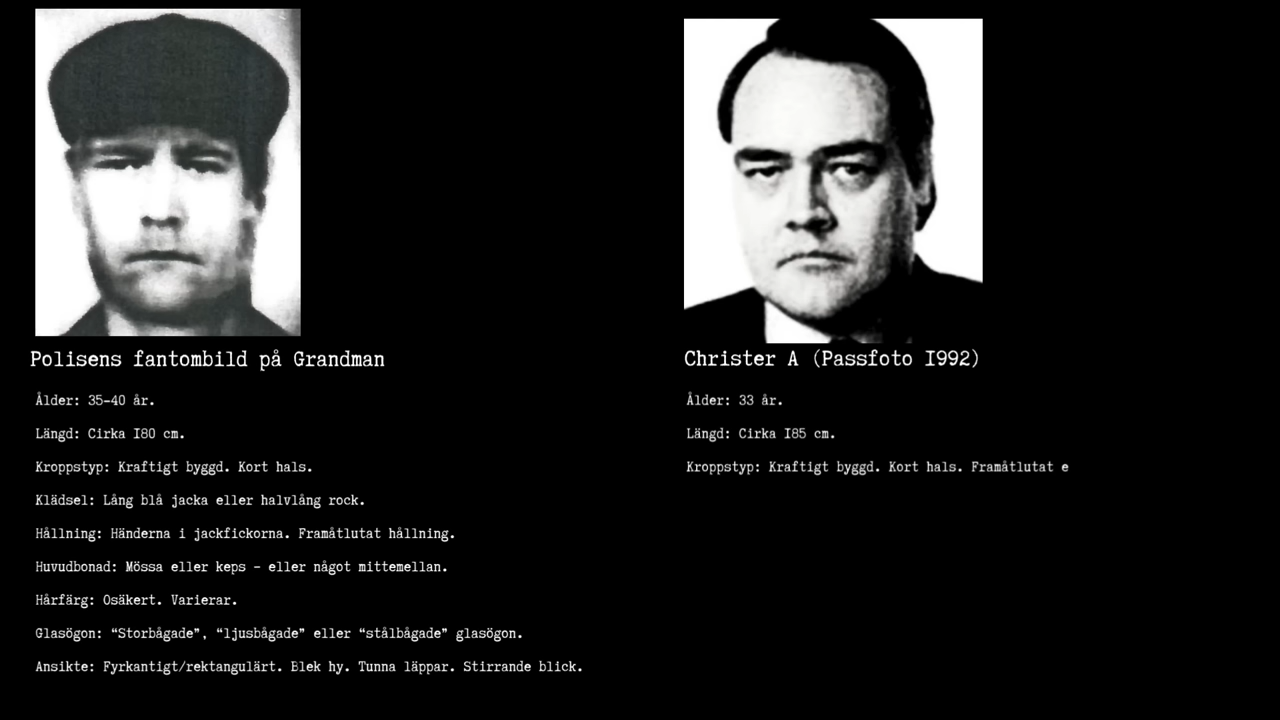 Polisens fantombild på Grandman
Ålder: 35-40 år.
Längd: Cirka 180 cm.
Kroppstyp: Kraftigt byggd. Kort hals.
Klädsel: Lång blå jacka eller halvlång rock.
Hållning: Händerna i jackfickorna. Framåtlutat hållning.
Huvudbonad: Mössa eller keps - eller något mittemellan.
Hårfärg: Osäkert. Varierar.
Glasögon: “Storbågade”, “ljusbågade” eller “stålbågade” glasögon.
Ansikte: Fyrkantigt/rektangulärt. Blek hy. Tunna läppar. Stirrande blick.
Christer A (Passfoto 1992)
Ålder: 33 år.
Längd: Cirka 185 cm.
Kroppstyp: Kraftigt byggd. Kort hals. Framåtlutat e